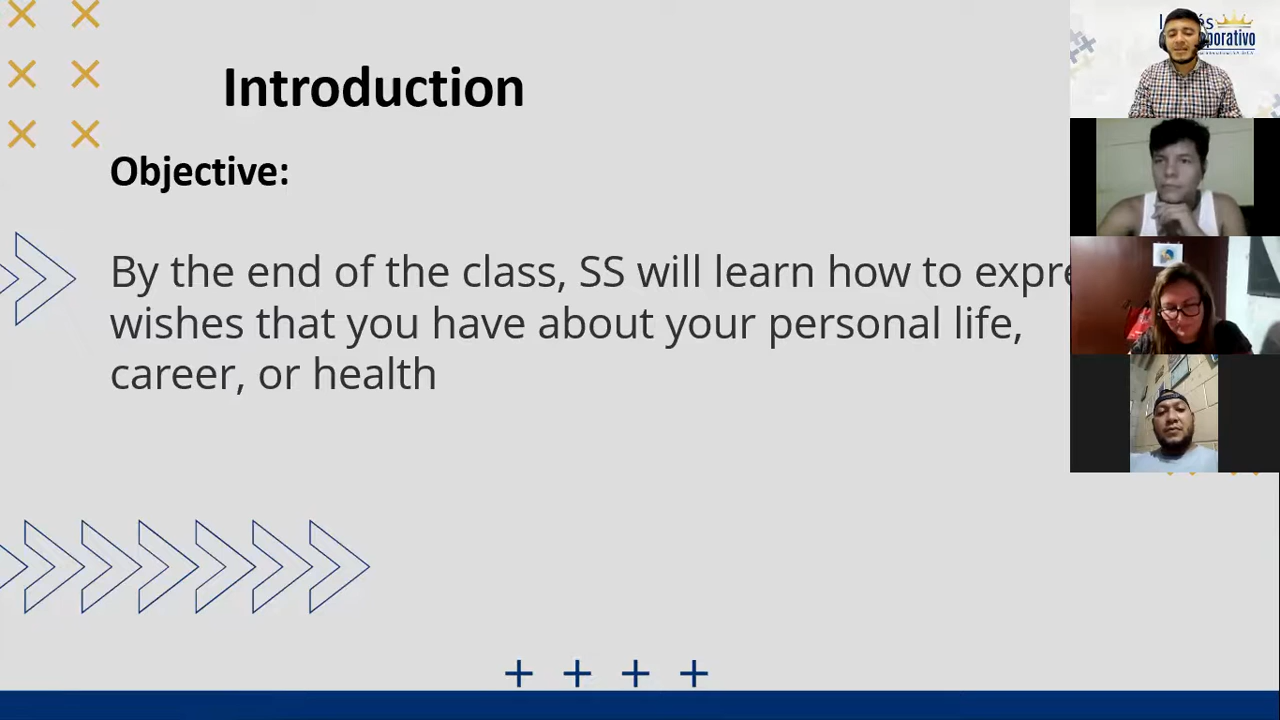 Introduction
Objective:
By the end of the class, SS will learn how to expre
wishes that you have about your personal life,
career, or health